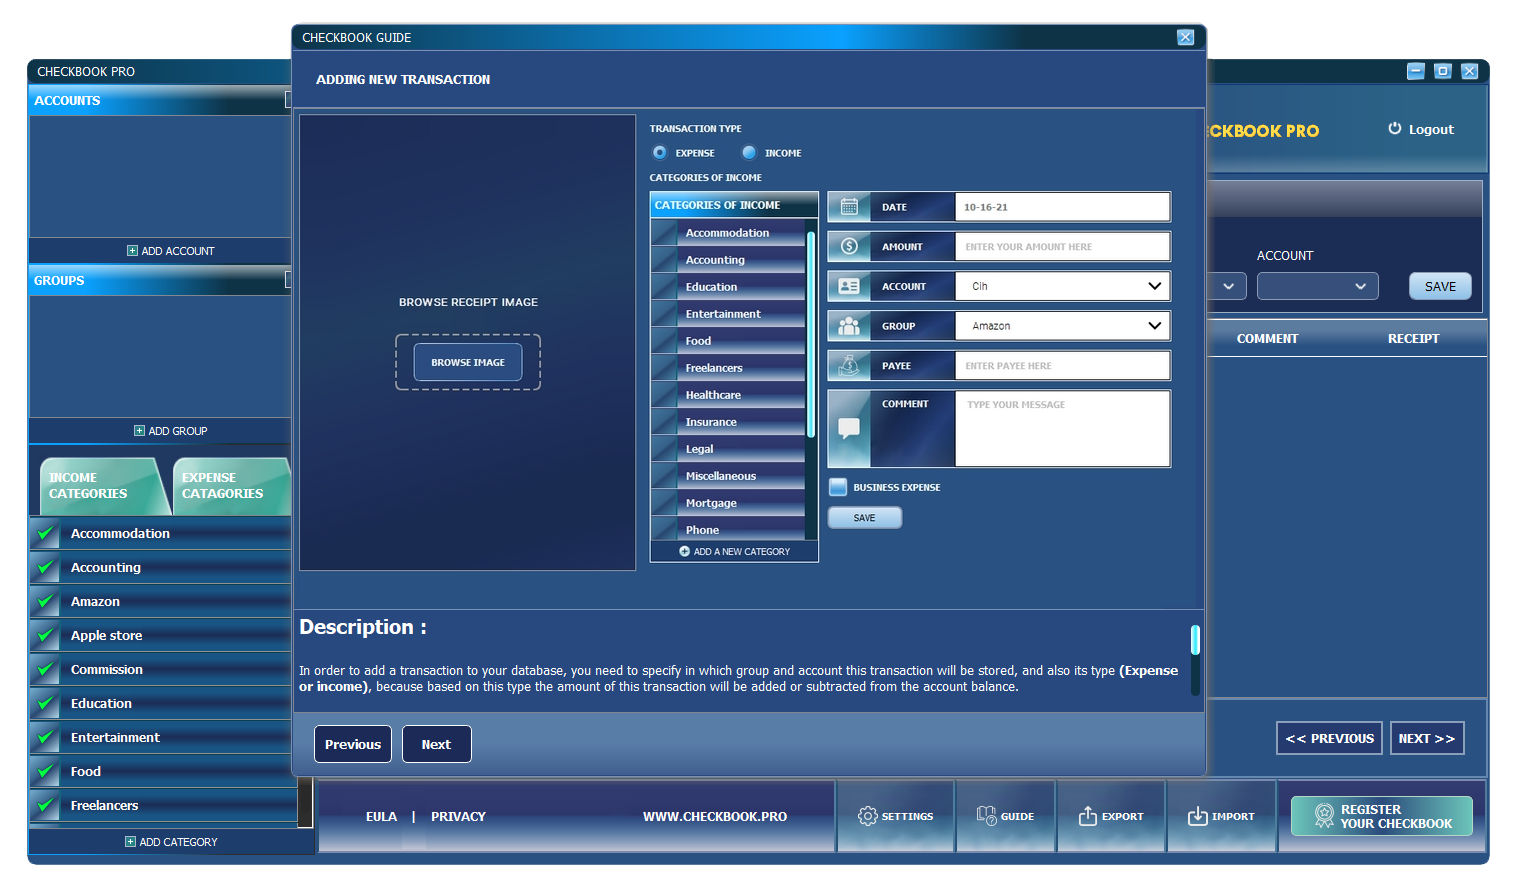 CHECKBOOK GUIDE
ADDING NEW TRANSACTION
CHECKBOOK PRO
ACCOUNTS
ADD ACCOUNT
GROUPS
ADD GROUP
INCOME
CATEGORIES
EXPENSE
CATAGORIES
Accommodation
Accounting
Amazon
Apple store
Commission
Education
Entertainment
Food
Freelancers
ADD CATEGORY
BROWSE RECEIPT IMAGE
BROWSE IMAGE
TRANSACTION TYPE
EXPENSE INCOME
CATEGORIES OF INCOME
CATEGORIES OF INCOME
Accommodation
Accounting
Education
Entertainment
Food
Freelancers
Healthcare
Insurance
Legal
Miscellaneous
Mortgage
Phone
ADD A NEW CATEGORY
DATE 10-16-21
AMOUNT ENTER YOUR AMOUNT HERE
ACCOUNT Cih
GROUP Amazon
PAYEE ENTER PAYEE HERE
COMMENT TYPE YOUR MESSAGE
BUSINESS EXPENSE
SAVE
Description :
In order to add a transaction to your database, you need to specify in which group and account this transaction will be stored, and also its type (Expense
or income), because based on this type the amount of this transaction will be added or subtracted from the account balance.
Previous Next
CKBOOK PRO
Logout
ACCOUNT
SAVE
COMMENT RECEIPT
<< PREVIOUS NEXT >>
EULA | PRIVACY
WWW.CHECKBOOK.PRO
SETTINGS
GUIDE
EXPORT
IMPORT
REGISTER
YOUR CHECKBOOK